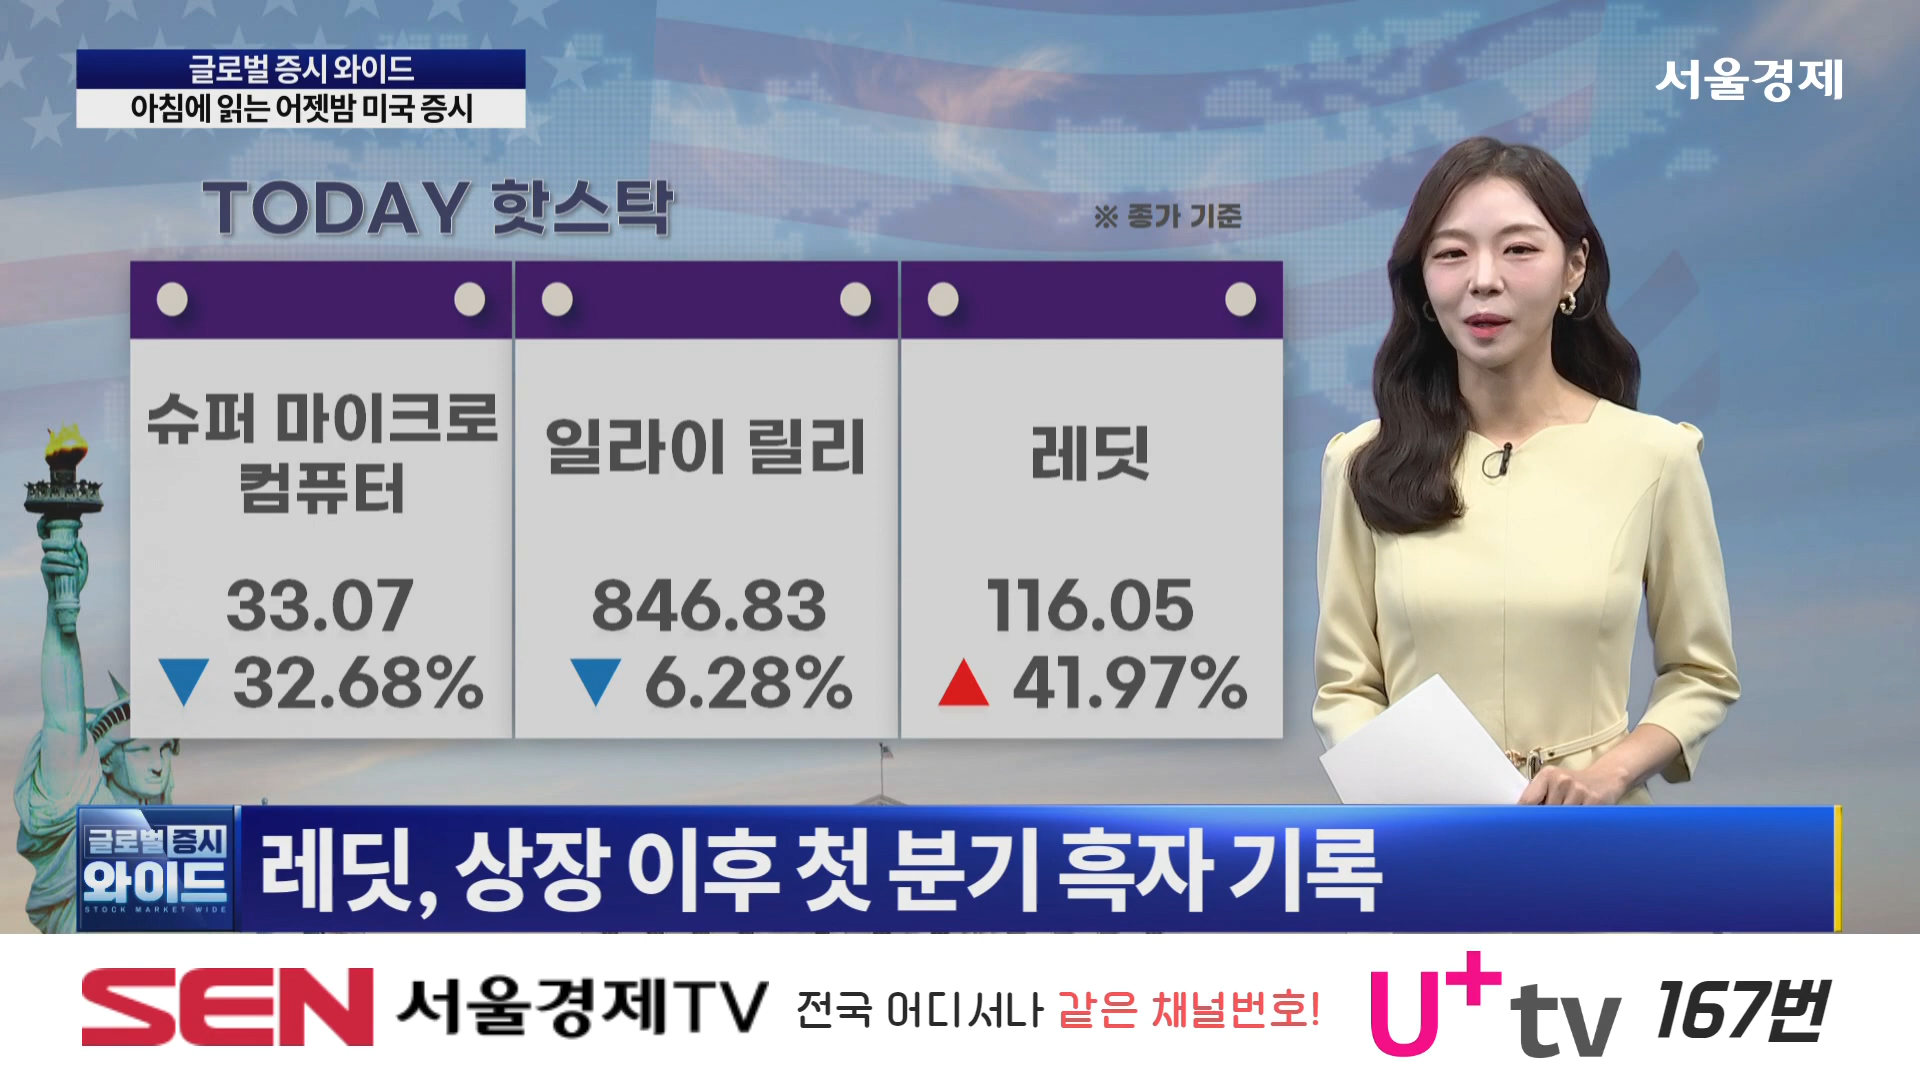 글로벌 증시 와이드
아침에 읽는 어젯밤 미국 증시
서울경제
TODAY 핫스탁
※ 종가 기준
슈퍼 마이크로
컴퓨터
33.07
▼ 32.68%
일라이 릴리
846.83
▼ 6.28%
레딧
116.05
▲ 41.97%
글로벌 증시
와이드
STOCK MARKET WIDE
레딧, 상장 이후 첫 분기 흑자 기록
SEN 서울경제TV 전국 어디서나 같은 채널번호! U+tv 167번